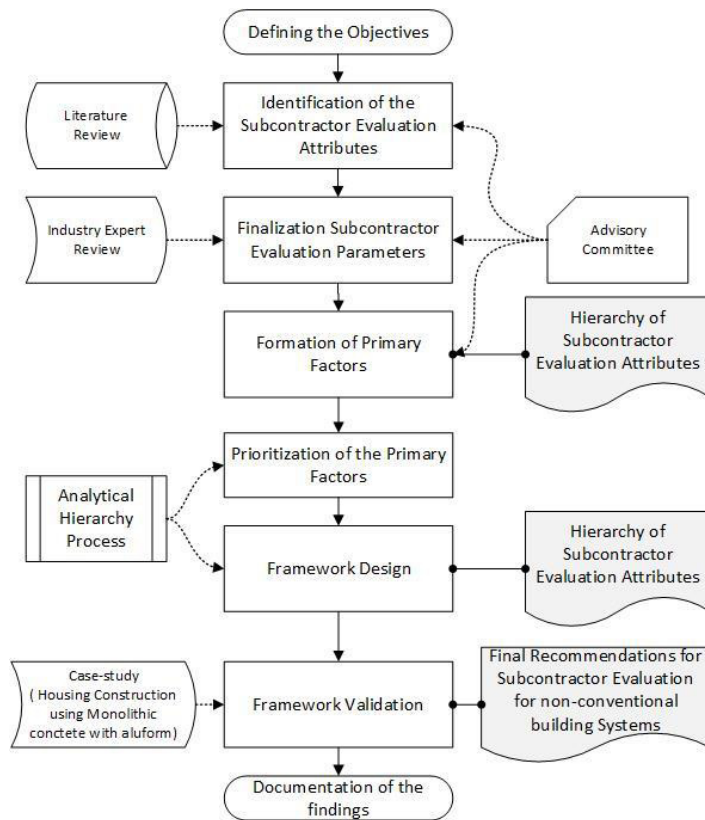 Defining the Objectives
Literature
Review
Identification of the
Subcontractor Evaluation
Attributes
Industry Expert
Review
Finalization Subcontractor
Evaluation Parameters
Advisory
Committee
Formation of Primary
Factors
Hierarchy of
Subcontractor
Evaluation Attributes
Prioritization of the Primary
Factors
Analytical
Hierarchy
Process
Framework Design
Hierarchy of
Subcontractor
Evaluation Attributes
Case-study
( Housing Construction
using Monolithic
conctete with aluform)
Framework Validation
Final Recommendations for
Subcontractor Evaluation
for non-conventional
building Systems
Documentation of the
findings